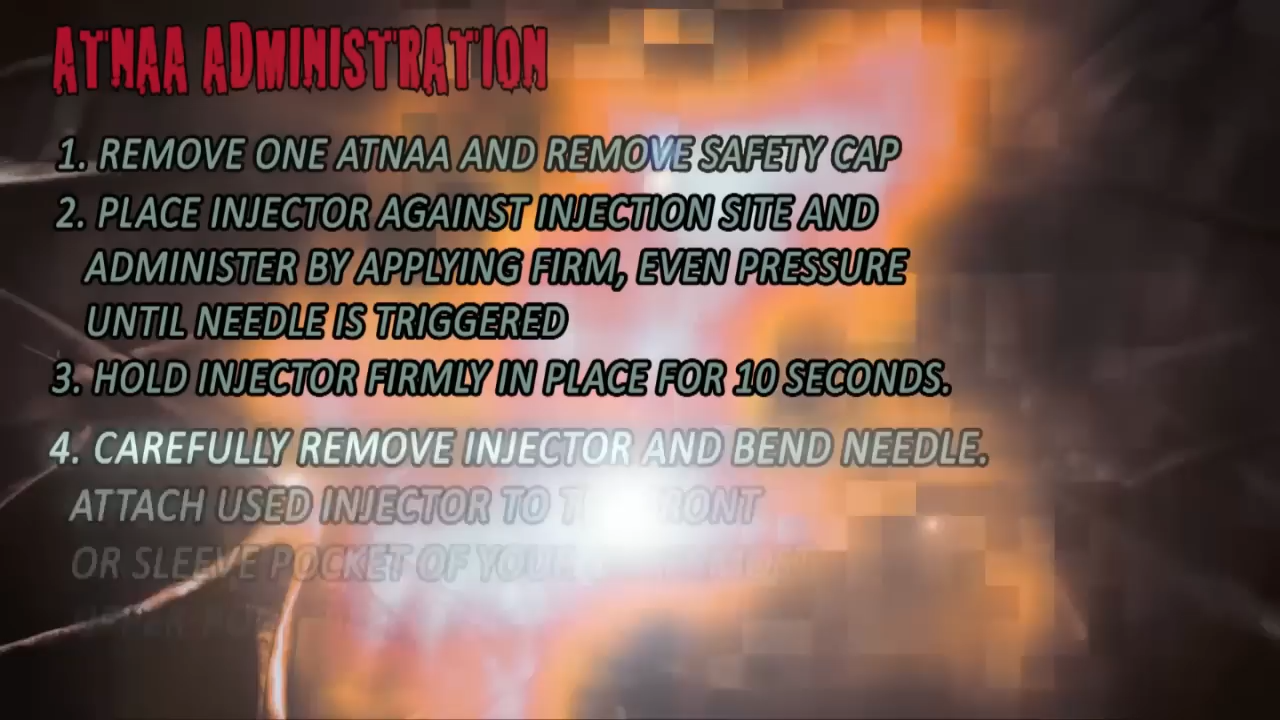 ATNAA ADMINISTRATION
1. REMOVE ONE ATNAA AND REMOVE SAFETY CAP
2. PLACE INJECTOR AGAINST INJECTION SITE AND
ADMINISTER BY APPLYING FIRM, EVEN PRESSURE
UNTIL NEEDLE IS TRIGGERED
3. HOLD INJECTOR FIRMLY IN PLACE FOR 10 SECONDS.
4. CAREFULLY REMOVE INJECTOR AND BEND NEEDLE.
ATTACH USED INJECTOR TO
OR SLEEVE POCKET OF